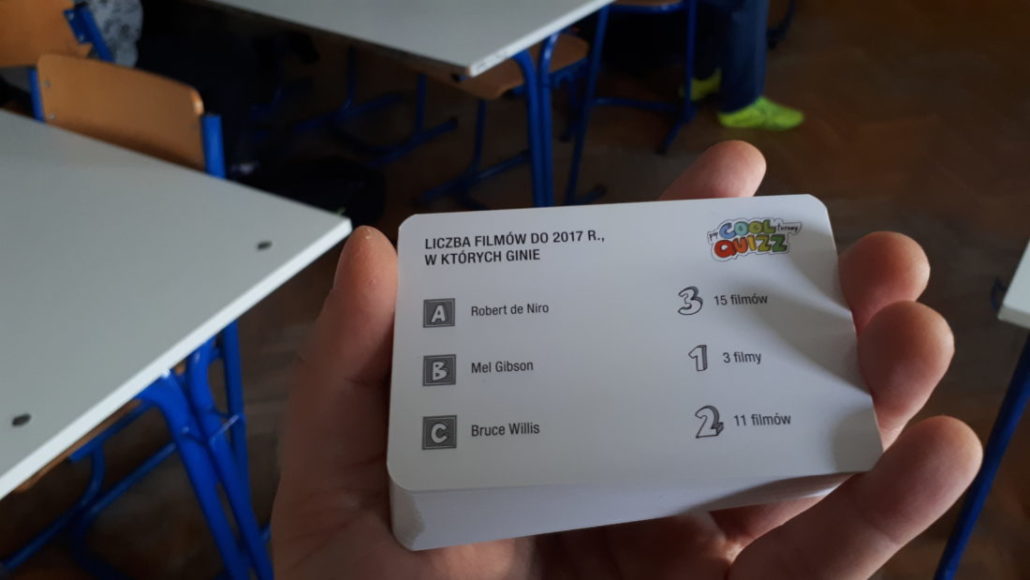 LICZBA FILMÓW DO 2017 R.,
W KTÓRYCH GINIE
COOL
QUIZZ
A Robert de Niro 3 15 filmów
B Mel Gibson 1 3 filmy
C Bruce Willis 2 11 filmów